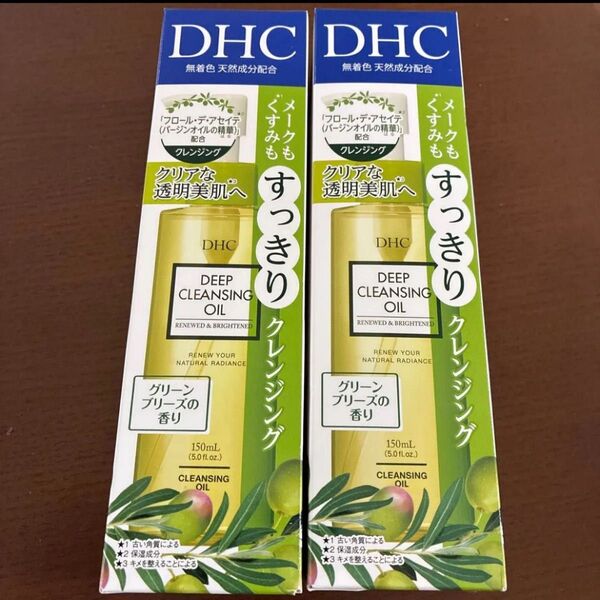 DHC
無着色 天然成分配合
「フロール・デ・アセイテ
(バージンオイルの精華)」
配合
クレンジング
メークも
くすみも
すっきり
クレンジング
クリアな
透明美肌へ
DHC
DEEP
CLEANSING
OIL
RENEWED & BRIGHTENED
RENEW YOUR
NATURAL RADIANCE
グリーン
ブリーズの
香り
150mL
(5.0fl.oz.)
CLEANSING
OIL
★1 古い角質による
★2 保湿成分
★3 キメを整えることによる
DHC
無着色 天然成分配合
「フロール・デ・アセイテ
(バージンオイルの精華)」
配合
クレンジング
メークも
くすみも
すっきり
クレンジング
クリアな
透明美肌へ
DHC
DEEP
CLEANSING
OIL
RENEWED & BRIGHTENED
RENEW YOUR
NATURAL RADIANCE
グリーン
ブリーズの
香り
150mL
(5.0fl.oz.)
CLEANSING
OIL
★1 古い角質による
★2 保湿成分
★3 キメを整えることによる